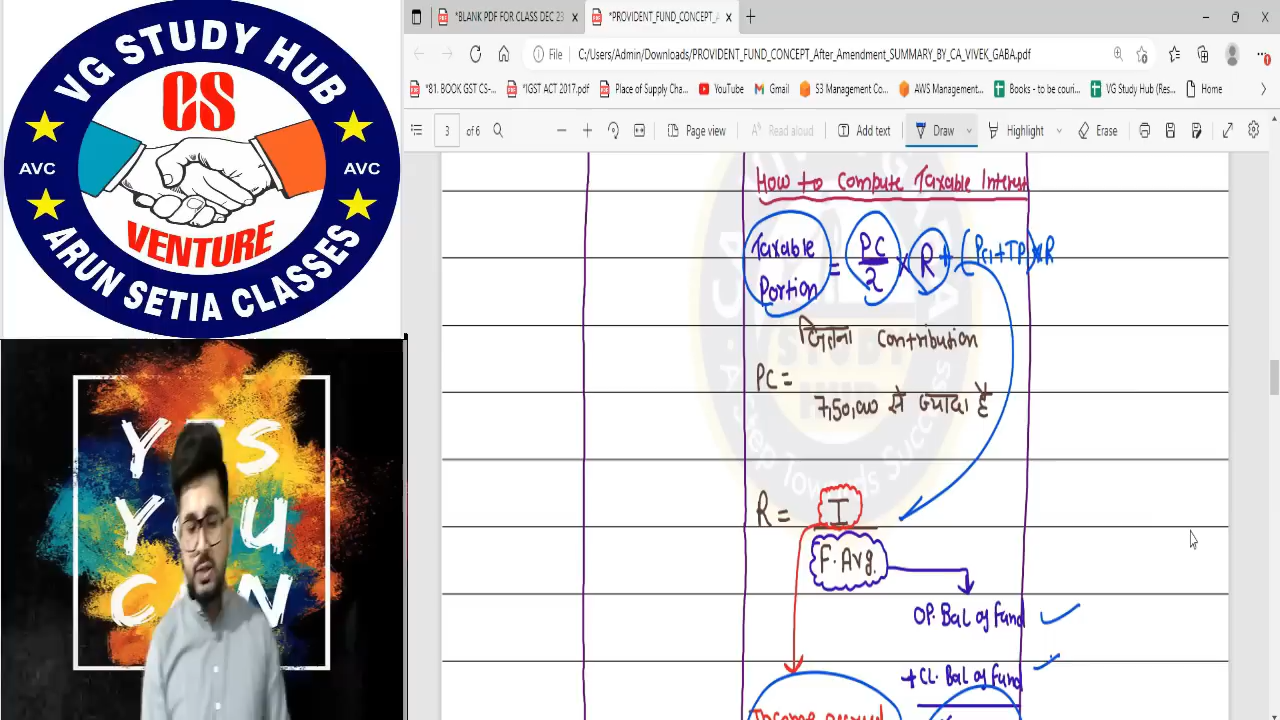 VG STUDY HUB
CS
AVC
AVC
VENTURE
ARUN SETIA CLASSES
YES
YOU
CAN
*BLANK PDF FOR CLASS DEC 23
*PROVIDENT_FUND_CONCEPT_A
File
C:/Users/Admin/Downloads/PROVIDENT_FUND_CONCEPT_After_Amendment_SUMMARY_BY_CA_VIVEK_GABA.pdf
*81. BOOK GST CS-...
*IGST ACT 2017.pdf
Place of Supply Cha...
YouTube
Gmail
S3 Management Co...
AWS Management...
Books - to be couri...
VG Study Hub (Res...
Home
3 of 6
Page view
Read aloud
Add text
Draw
Highlight
Erase
How to Compute Taxable Interest
Taxable Portion = PC/2 × R + (PC1+TP) × R
जितना Contribution
PC =
7,50,000 से ज्यादा है
R = I / F. Avg.
OP. Bal of Fund
+ CL. Bal of Fund
Income accrued